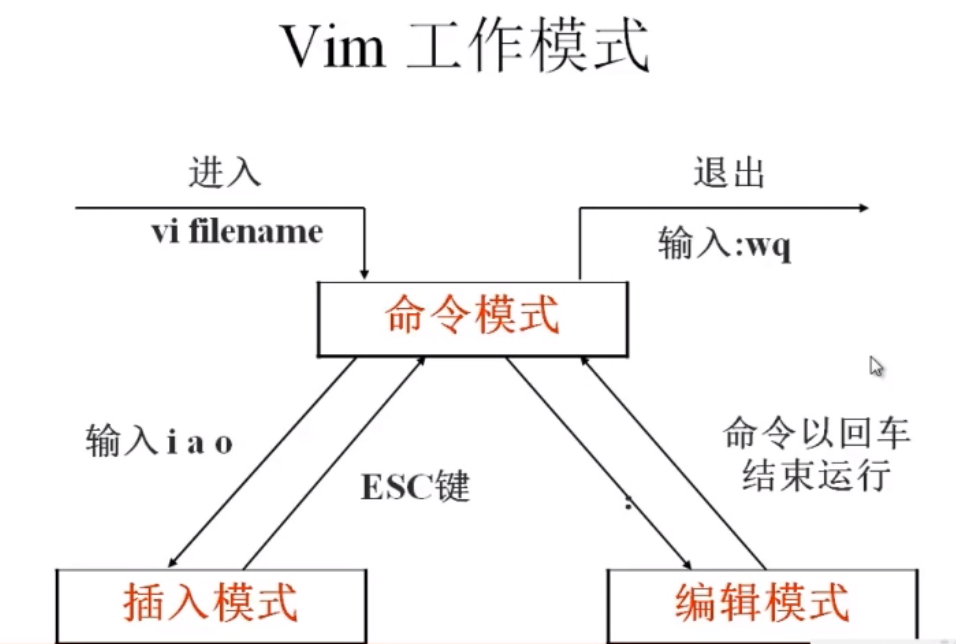 Vim 工作模式
进入
vi filename
退出
输入:wq
命令模式
输入 i a o
ESC键
:
命令以回车
结束运行
插入模式
编辑模式